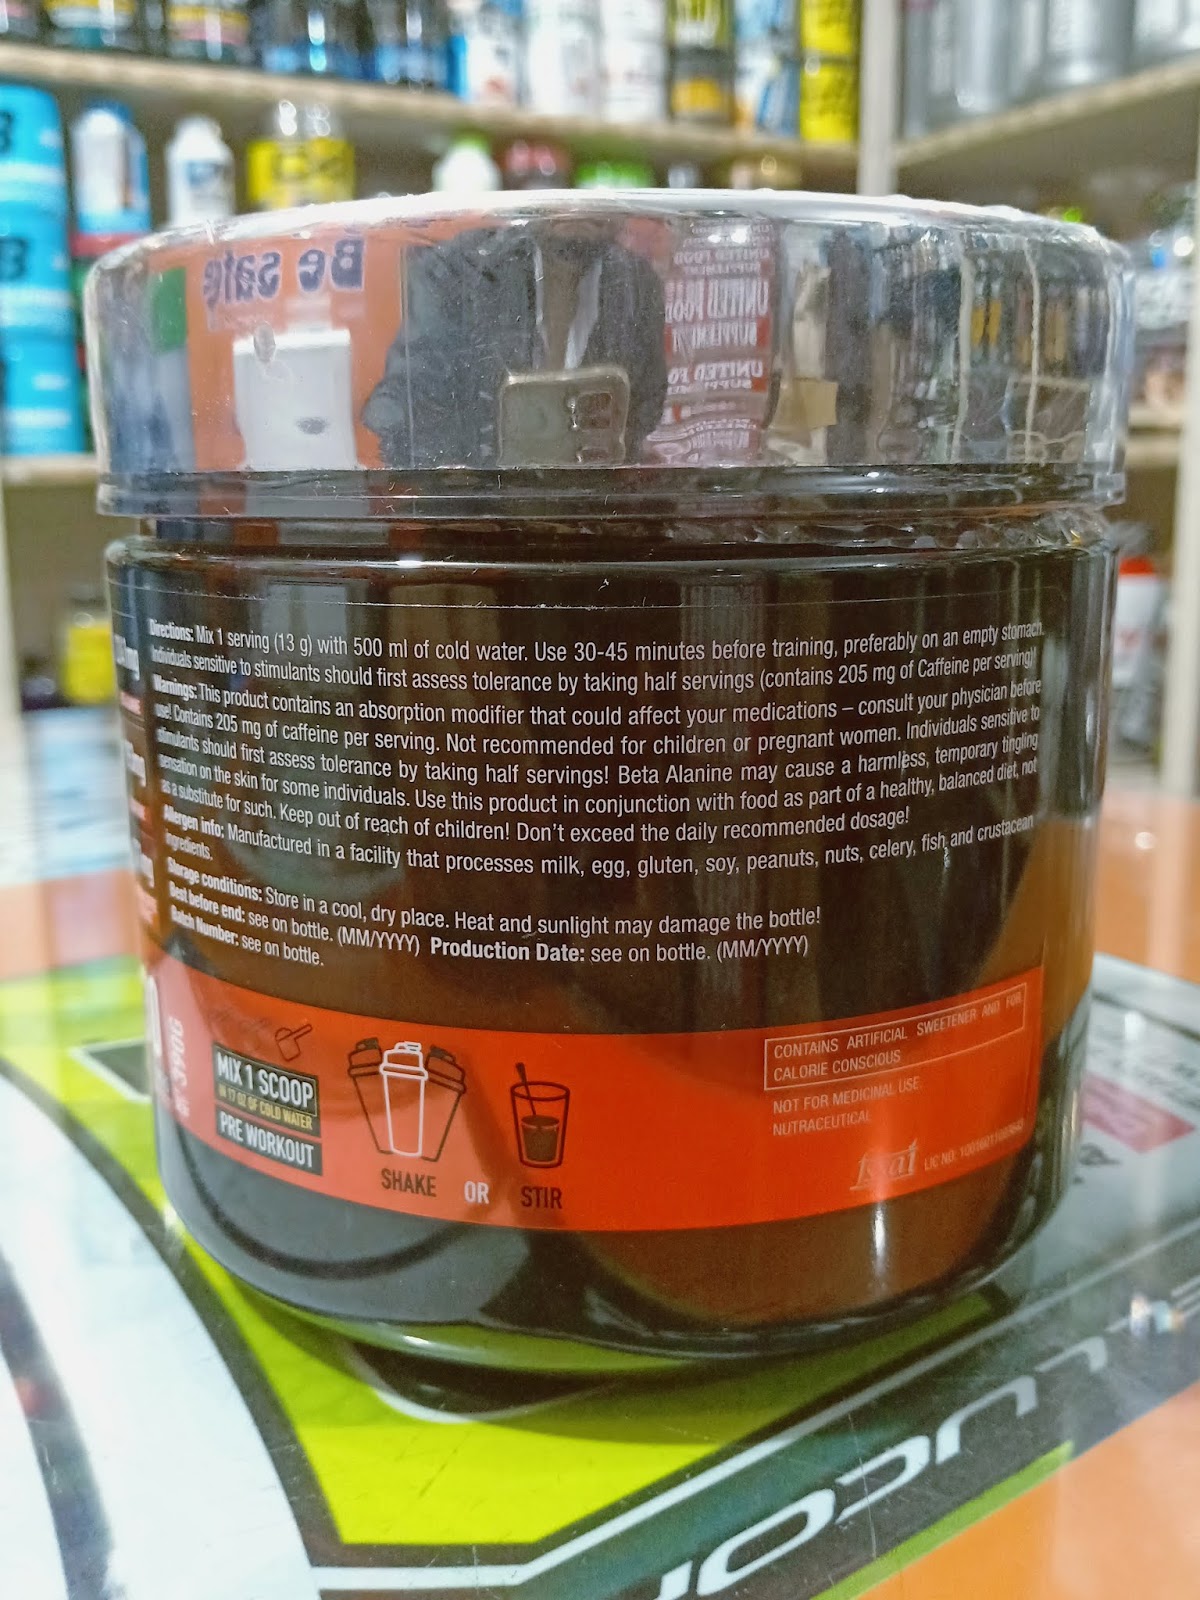 Be safe
UNITED FOOD
SUPPLEMENT
Directions: Mix 1 serving (13 g) with 500 ml of cold water. Use 30-45 minutes before training, preferably on an empty stomach.
Individuals sensitive to stimulants should first assess tolerance by taking half servings (contains 205 mg of Caffeine per serving)!
Warnings: This product contains an absorption modifier that could affect your medications – consult your physician before
use! Contains 205 mg of caffeine per serving. Not recommended for children or pregnant women. Individuals sensitive to
stimulants should first assess tolerance by taking half servings! Beta Alanine may cause a harmless, temporary tingling
sensation on the skin for some individuals. Use this product in conjunction with food as part of a healthy, balanced diet, not
as a substitute for such. Keep out of reach of children! Don’t exceed the daily recommended dosage!
Allergen info: Manufactured in a facility that processes milk, egg, gluten, soy, peanuts, nuts, celery, fish and crustacean
ingredients.
Storage conditions: Store in a cool, dry place. Heat and sunlight may damage the bottle!
Best before end: see on bottle. (MM/YYYY) Production Date: see on bottle. (MM/YYYY)
Batch Number: see on bottle.
390G
MIX 1 SCOOP
IN 17 OZ OF COLD WATER
PRE WORKOUT
SHAKE OR STIR
CONTAINS ARTIFICIAL SWEETENER AND FOR
CALORIE CONSCIOUS
NOT FOR MEDICINAL USE
NUTRACEUTICAL
fssai LIC NO.